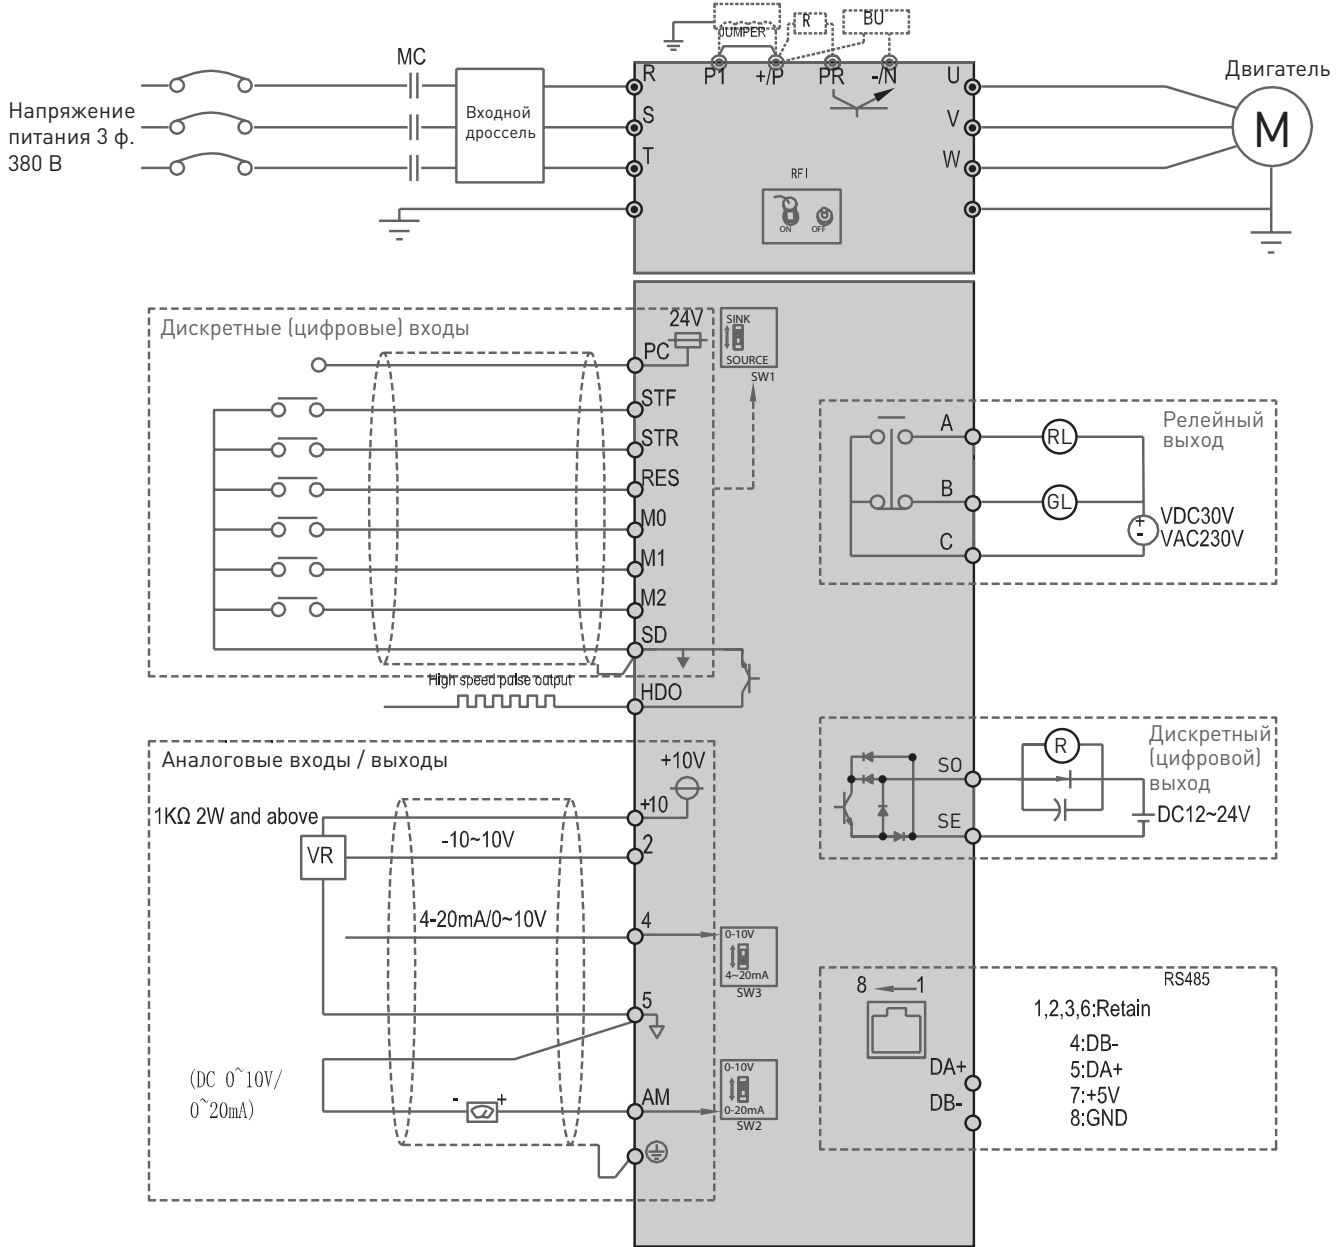 JUMPER
R
BU
P1
+/P
PR
-/N
MC
Напряжение
питания 3 ф.
380 В
Входной
дроссель
R
S
T
U
V
W
Двигатель
M
RFI
ON
OFF
Дискретные (цифровые) входы
24V
SINK
SOURCE
SW1
PC
STF
STR
RES
M0
M1
M2
SD
High speed pulse output
HDO
Релейный
выход
A
RL
B
GL
C
+
-
VDC30V
VAC230V
Аналоговые входы / выходы
+10V
1KΩ 2W and above
+10
VR
-10~10V
2
4-20mA/0~10V
4
0-10V
4~20mA
SW3
5
(DC 0~10V/
0~20mA)
-
+
AM
0-10V
0-20mA
SW2
Дискретный
(цифровой)
выход
R
SO
SE
DC12~24V
RS485
8
1
1,2,3,6:Retain
4:DB-
5:DA+
7:+5V
8:GND
DA+
DB-